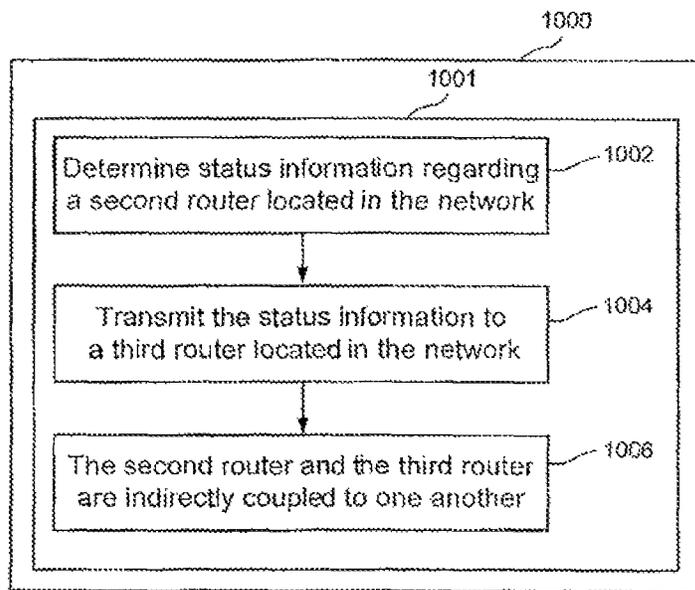 1000
1001
Determine status information regarding
a second router located in the network
1002
Transmit the status information to
a third router located in the network
1004
The second router and the third router
are indirectly coupled to one another
1006